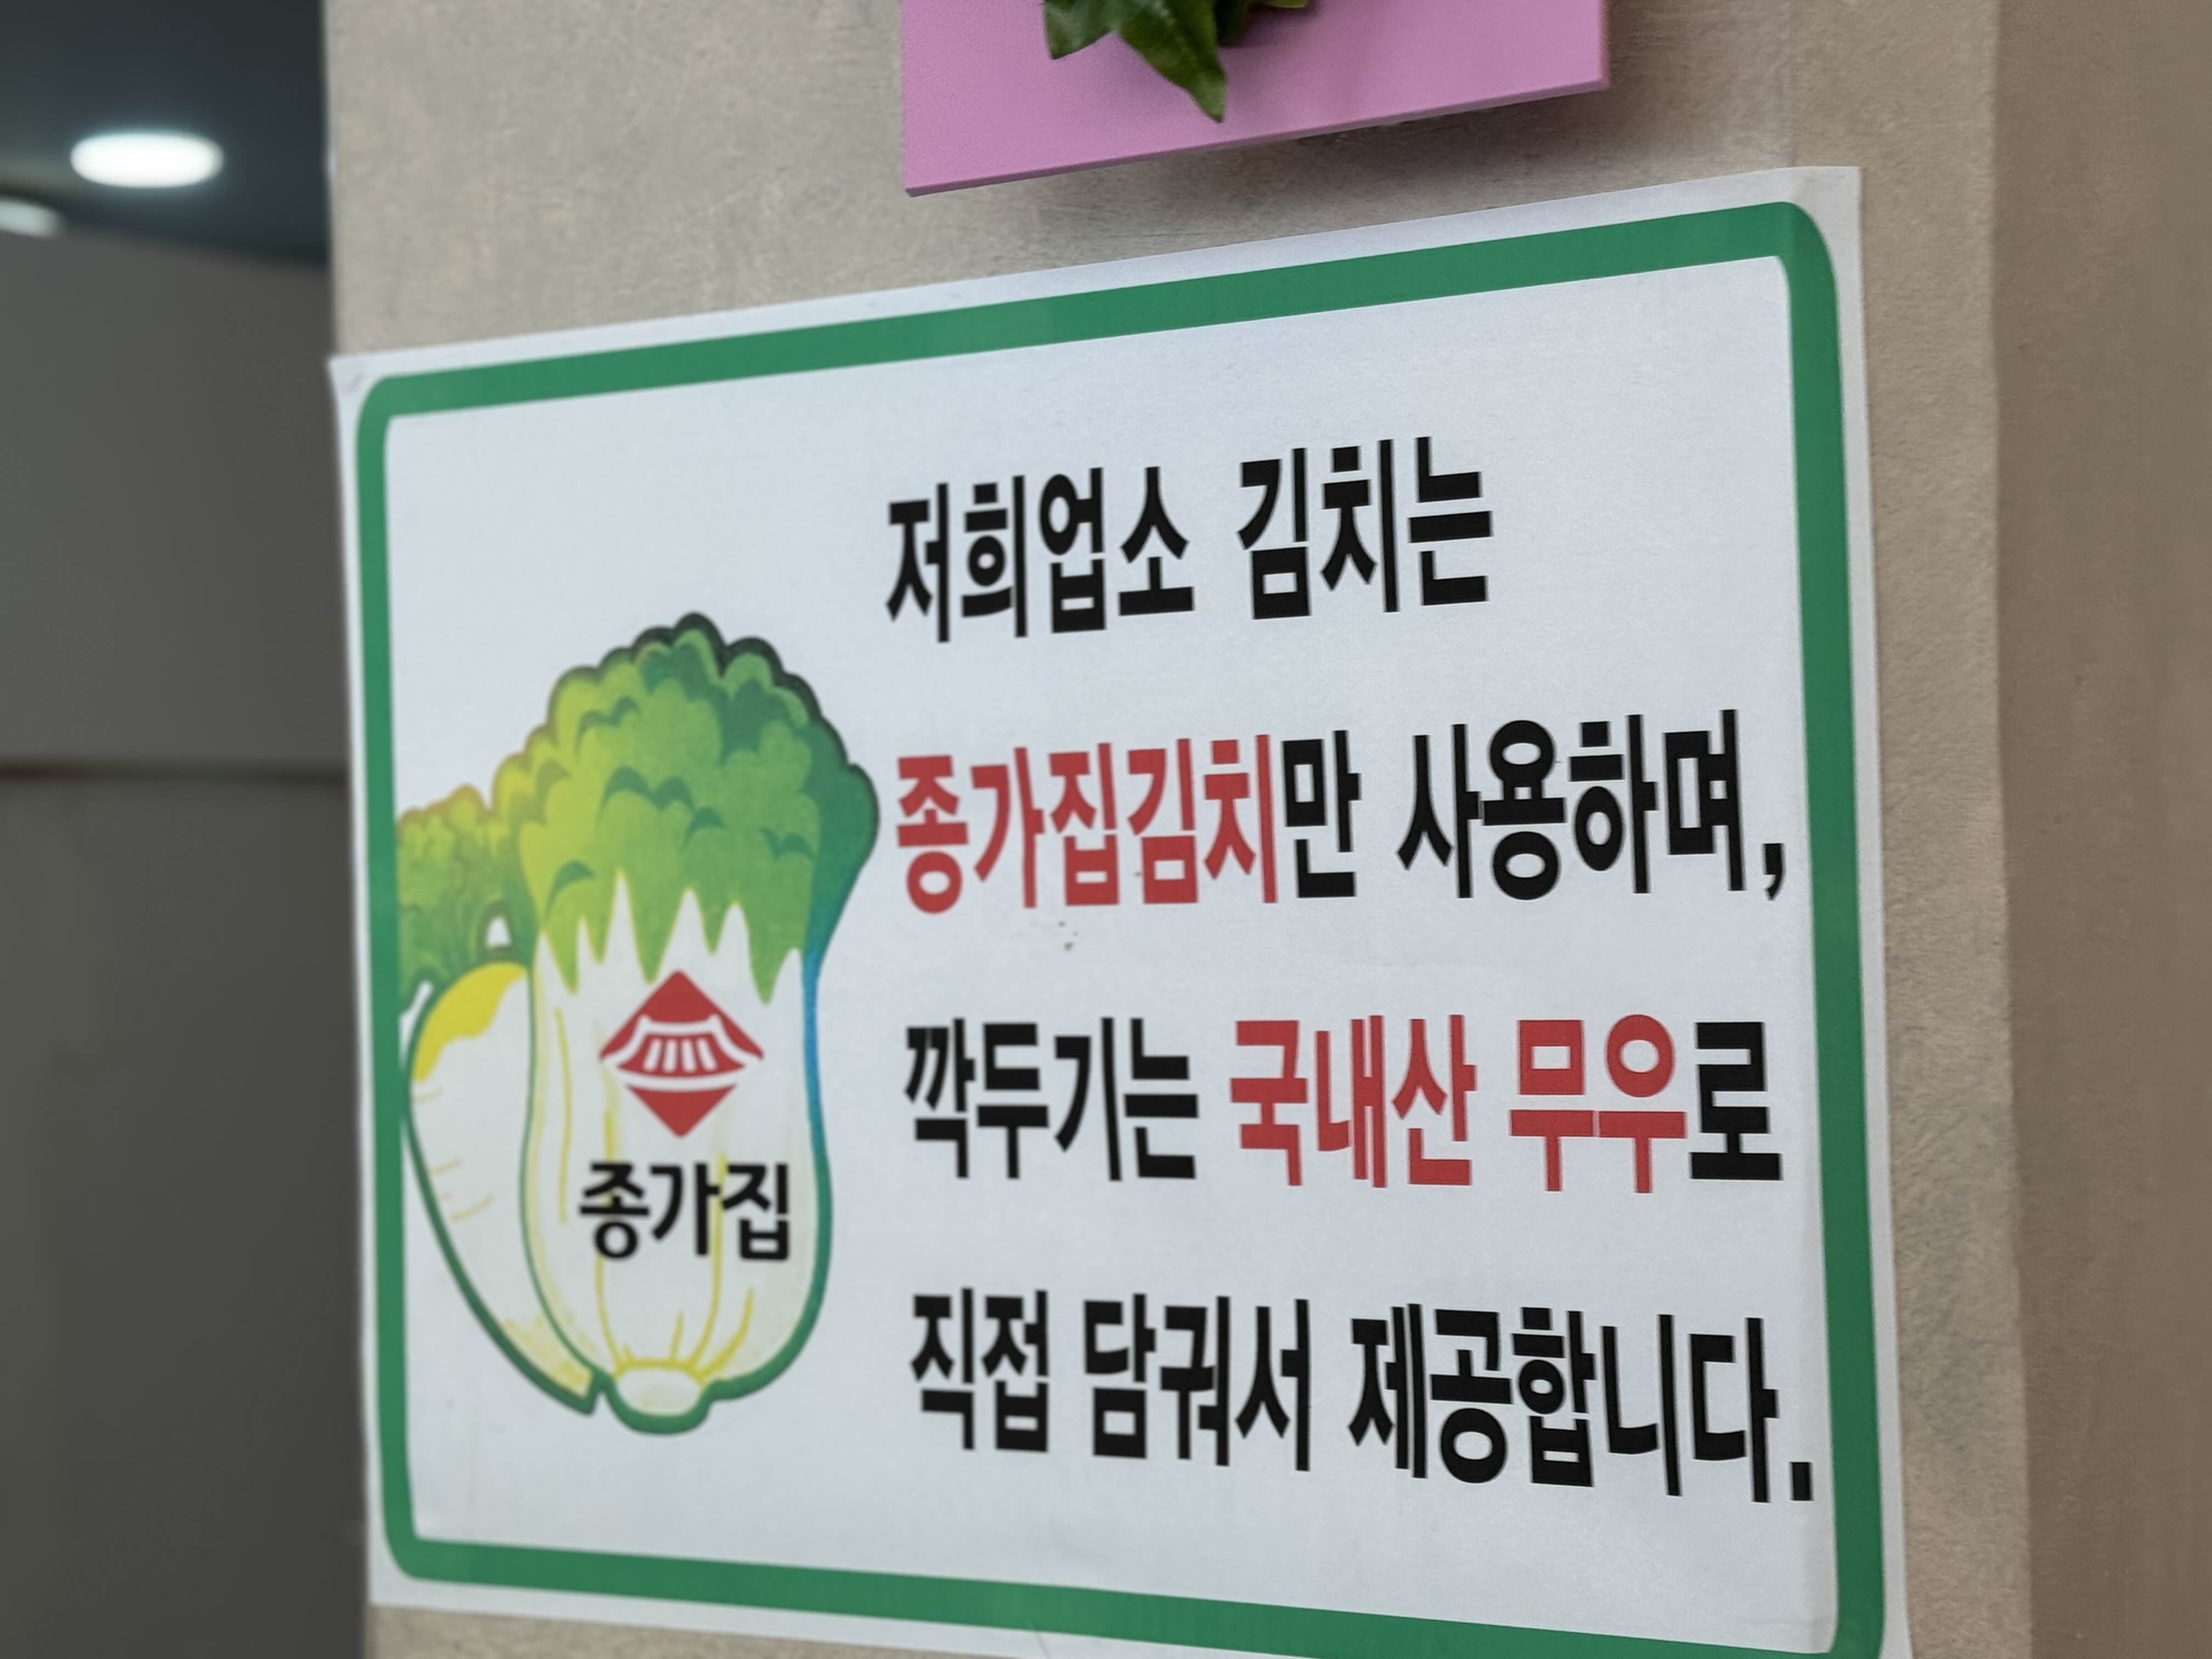 저희업소 김치는
종가집김치만 사용하며,
깍두기는 국내산 무우로
직접 담궈서 제공합니다.
종가집